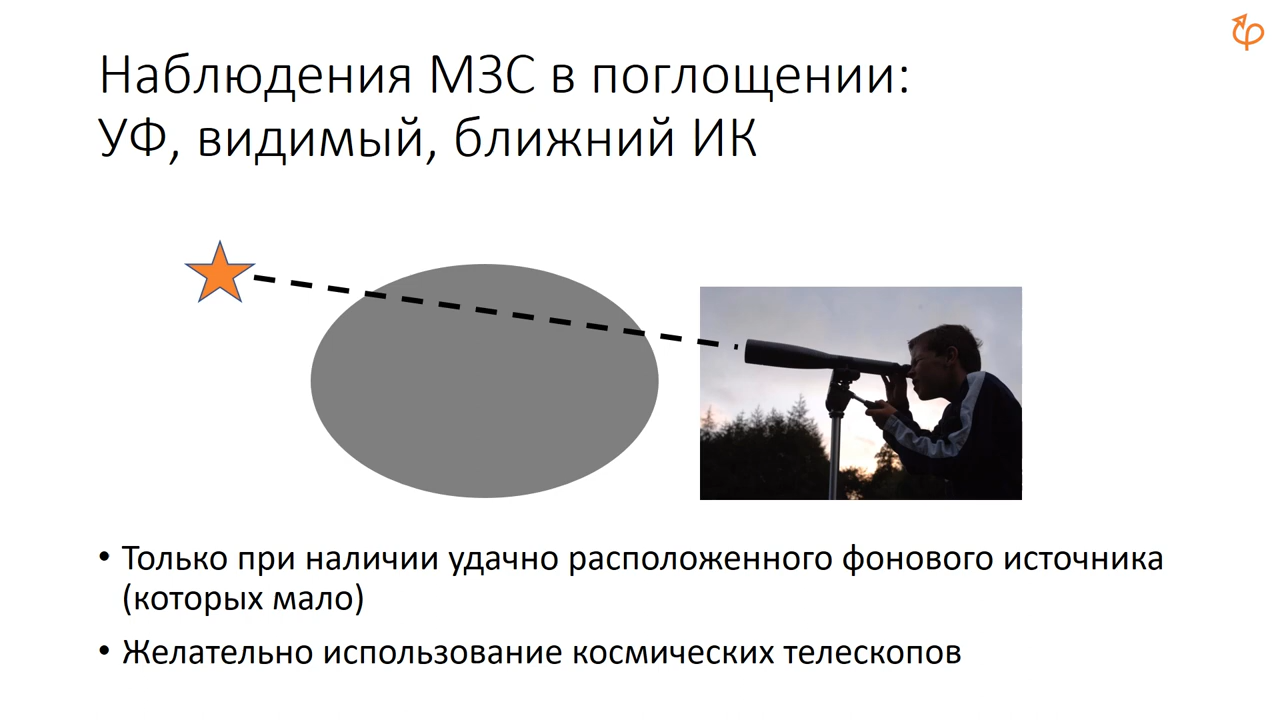 Наблюдения МЗС в поглощении:
УФ, видимый, ближний ИК
• Только при наличии удачно расположенного фонового источника
(которых мало)
• Желательно использование космических телескопов